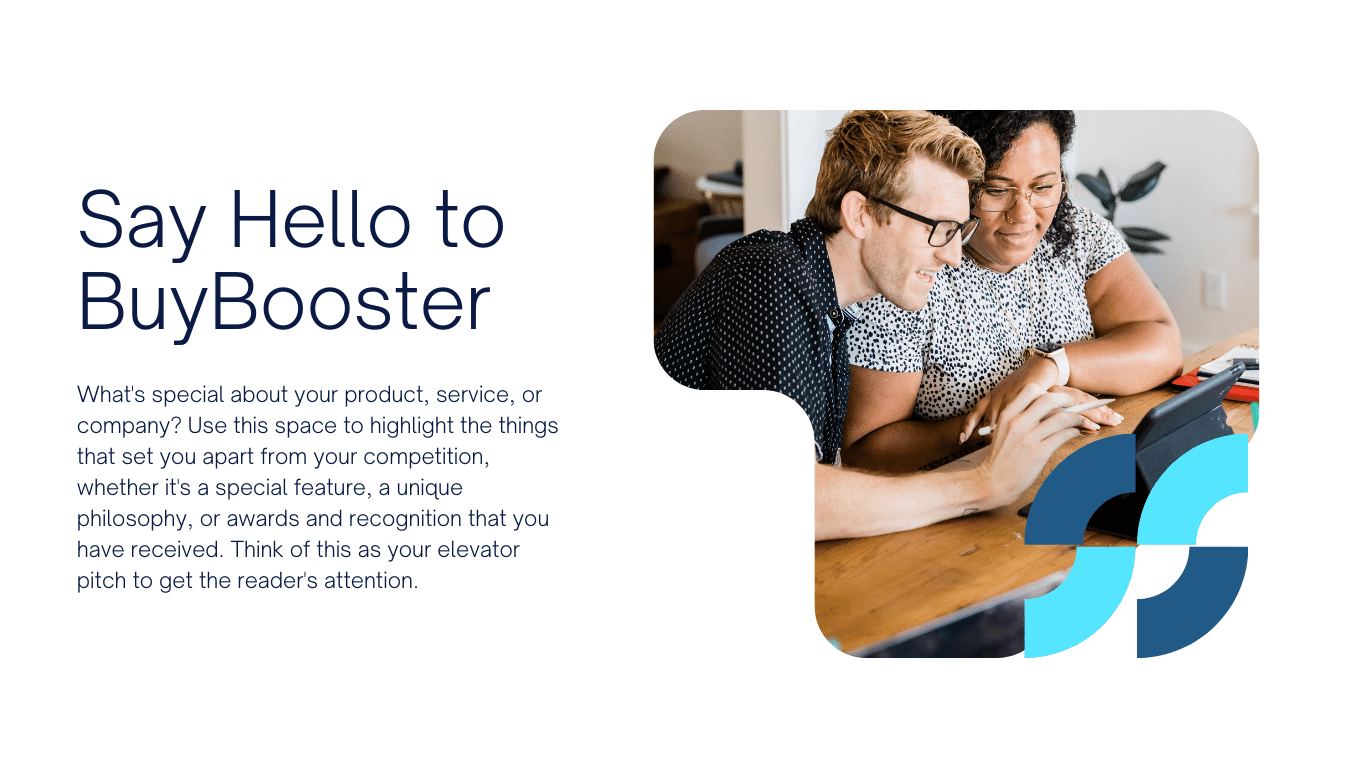 Say Hello to
BuyBooster
What's special about your product, service, or
company? Use this space to highlight the things
that set you apart from your competition,
whether it's a special feature, a unique
philosophy, or awards and recognition that you
have received. Think of this as your elevator
pitch to get the reader's attention.